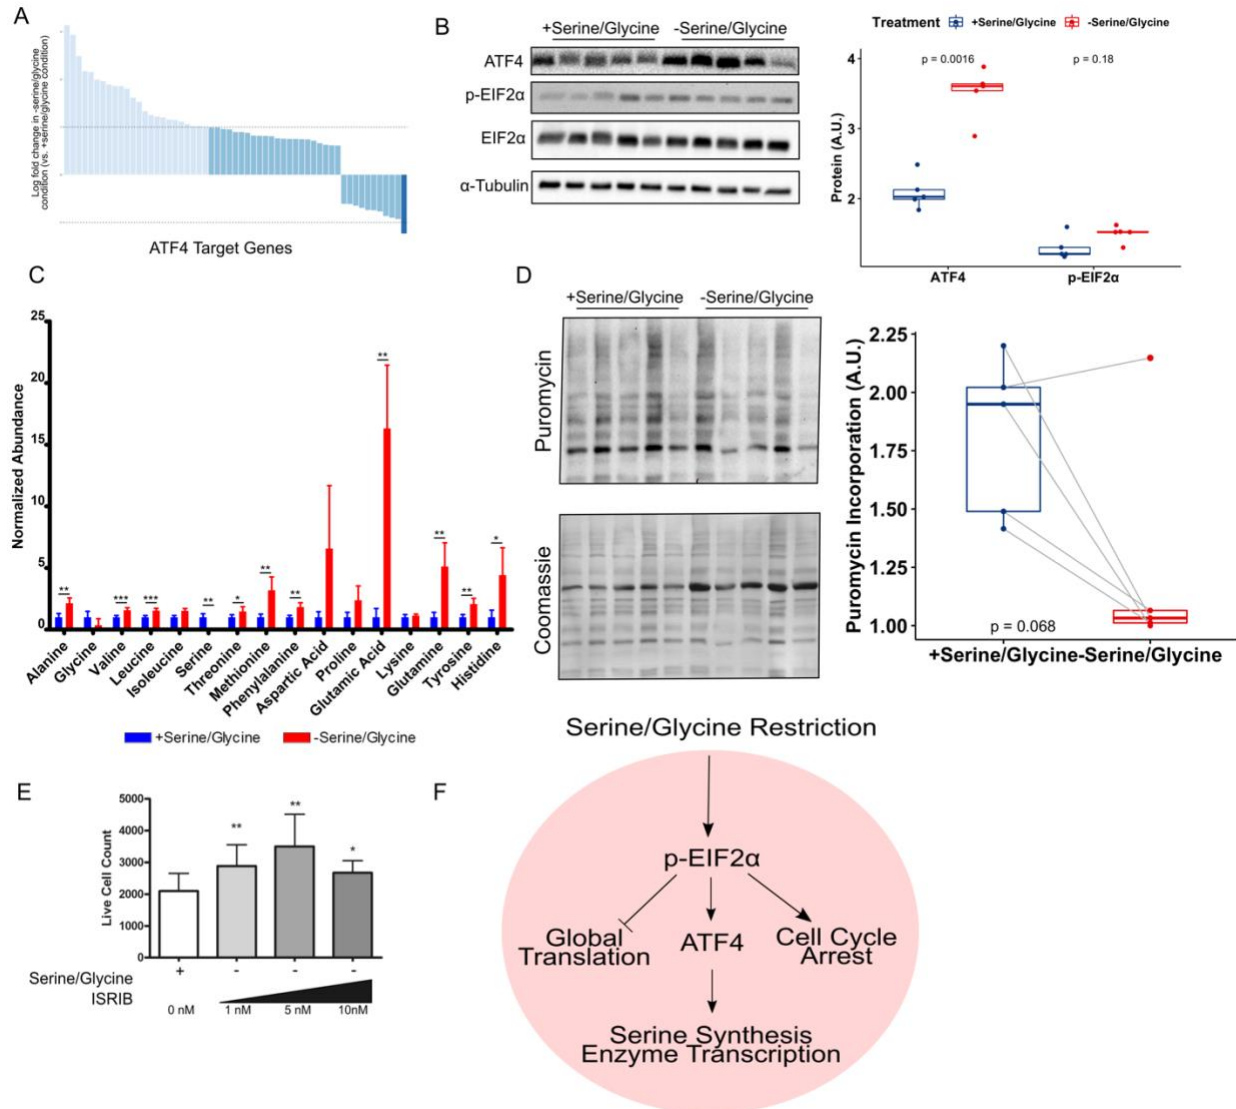 A
Log fold change in -serine/glycine
condition (vs. +serine/glycine condition)
ATF4 Target Genes
B
+Serine/Glycine -Serine/Glycine
ATF4
p-EIF2α
EIF2α
α-Tubulin
Treatment +Serine/Glycine -Serine/Glycine
p = 0.0016 p = 0.18
Protein (A.U.)
4
3
2
ATF4 p-EIF2α
C
Normalized Abundance
25
20
15
10
5
0
** *** *** ** * ** ** ** ** ** *
Alanine
Glycine
Valine
Leucine
Isoleucine
Serine
Threonine
Methionine
Phenylalanine
Aspartic Acid
Proline
Glutamic Acid
Lysine
Glutamine
Tyrosine
Histidine
+Serine/Glycine -Serine/Glycine
D
+Serine/Glycine -Serine/Glycine
Puromycin
Coomassie
Puromycin Incorporation (A.U.)
2.25
2.00
1.75
1.50
1.25
1.00
p = 0.068
+Serine/Glycine-Serine/Glycine
E
Live Cell Count
5000
4000
3000
2000
1000
0
** ** *
Serine/Glycine + - - -
ISRIB
0 nM 1 nM 5 nM 10nM
F
Serine/Glycine Restriction
p-EIF2α
Global
Translation
ATF4
Cell Cycle
Arrest
Serine Synthesis
Enzyme Transcription